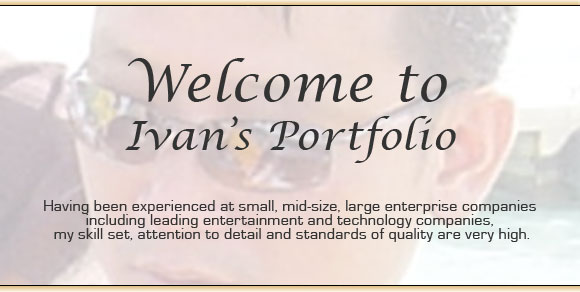 Welcome to
Ivan's Portfolio
Having been experienced at small, mid-size, large enterprise companies
including leading entertainment and technology companies,
my skill set, attention to detail and standards of quality are very high.